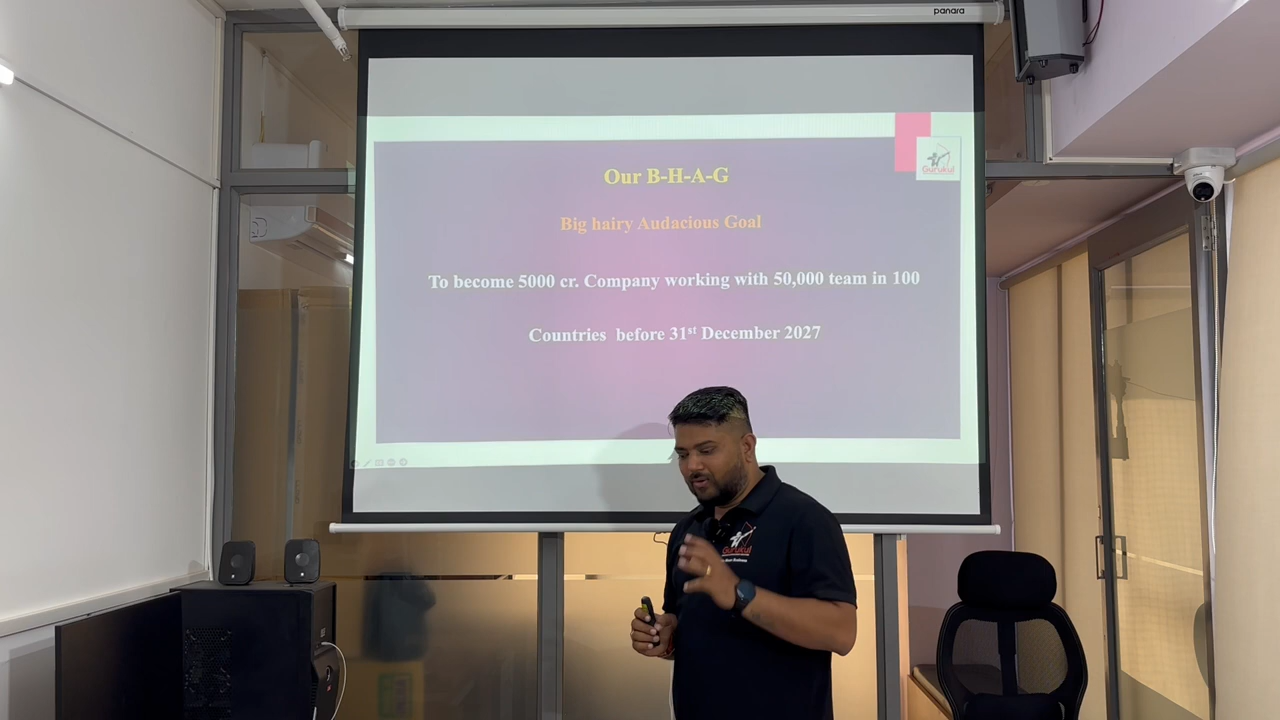 panara
Gurukul
Our B-H-A-G
Big hairy Audacious Goal
To become 5000 cr. Company working with 50,000 team in 100
Countries before 31st December 2027
Gurukul